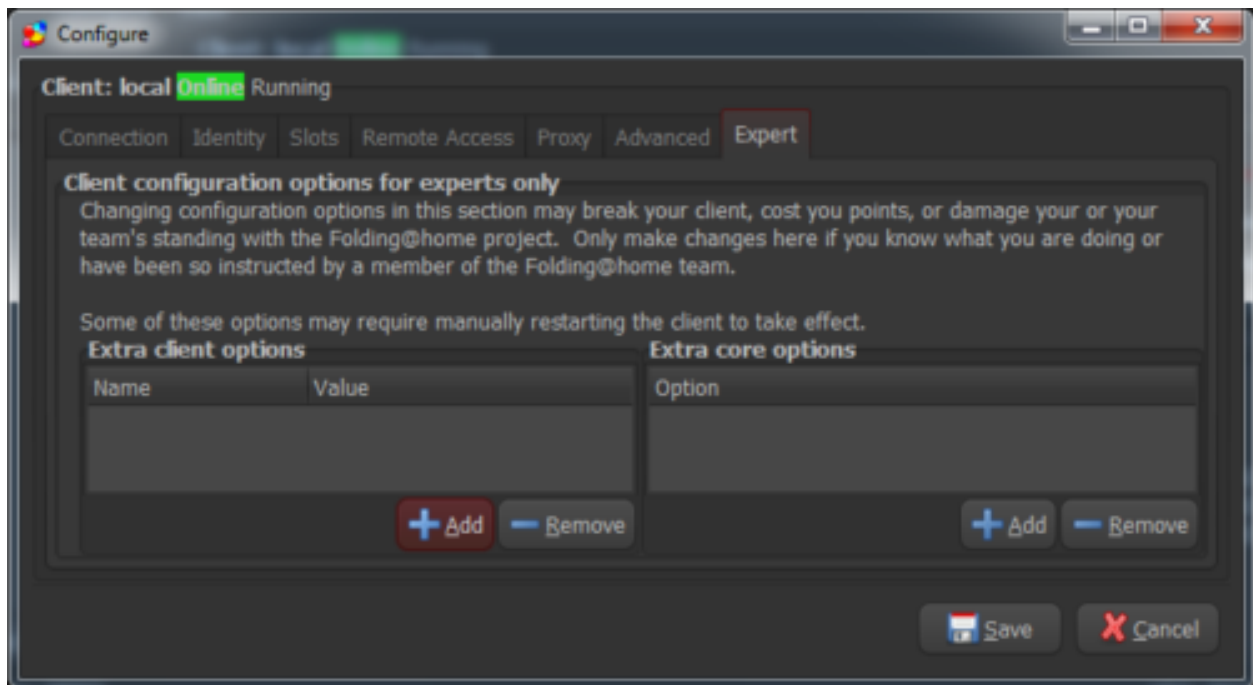 Configure
Client: local Online Running
Connection Identity Slots Remote Access Proxy Advanced Expert
Client configuration options for experts only
Changing configuration options in this section may break your client, cost you points, or damage your or your
team's standing with the Folding@home project. Only make changes here if you know what you are doing or
have been so instructed by a member of the Folding@home team.
Some of these options may require manually restarting the client to take effect.
Extra client options
Name Value
Add Remove
Extra core options
Option
Add Remove
Save Cancel